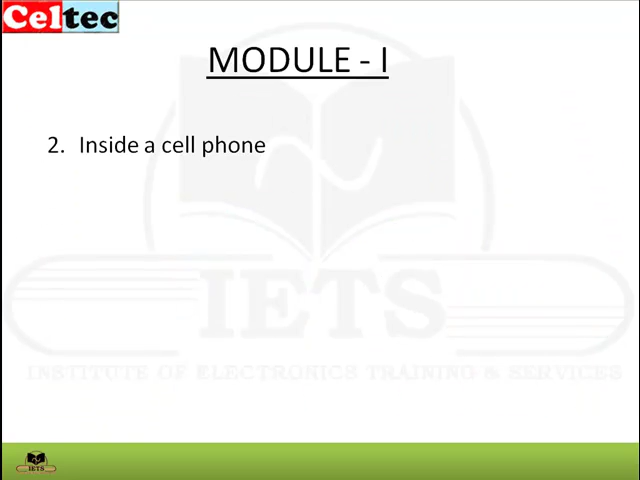 Celtec
MODULE - I
2. Inside a cell phone
IETS
INSTITUTE OF ELECTRONICS TRAINING & SERVICES
IETS